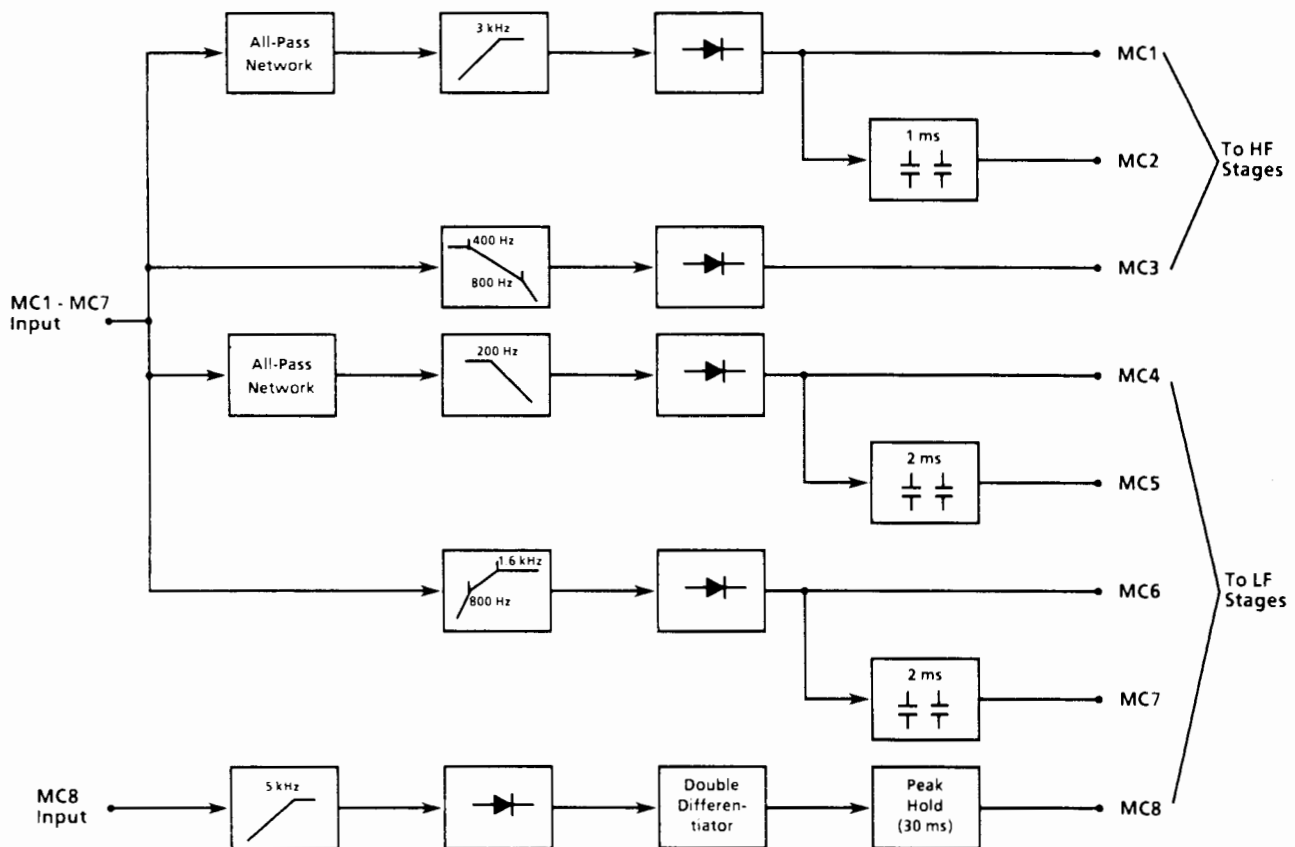 All-Pass
Network
3 kHz
MC1
1 ms
MC2
To HF
Stages
400 Hz
800 Hz
MC3
MC1 - MC7
Input
All-Pass
Network
200 Hz
MC4
2 ms
MC5
1.6 kHz
800 Hz
MC6
To LF
Stages
2 ms
MC7
MC8
Input
5 kHz
Double
Differen-
tiator
Peak
Hold
(30 ms)
MC8